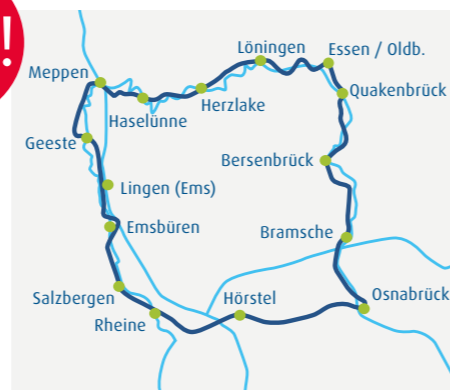 !
Löningen
Essen / Oldb.
Meppen
Quakenbrück
Herzlake
Haselünne
Geeste
Bersenbrück
Lingen (Ems)
Emsbüren
Bramsche
Salzbergen
Hörstel
Osnabrück
Rheine